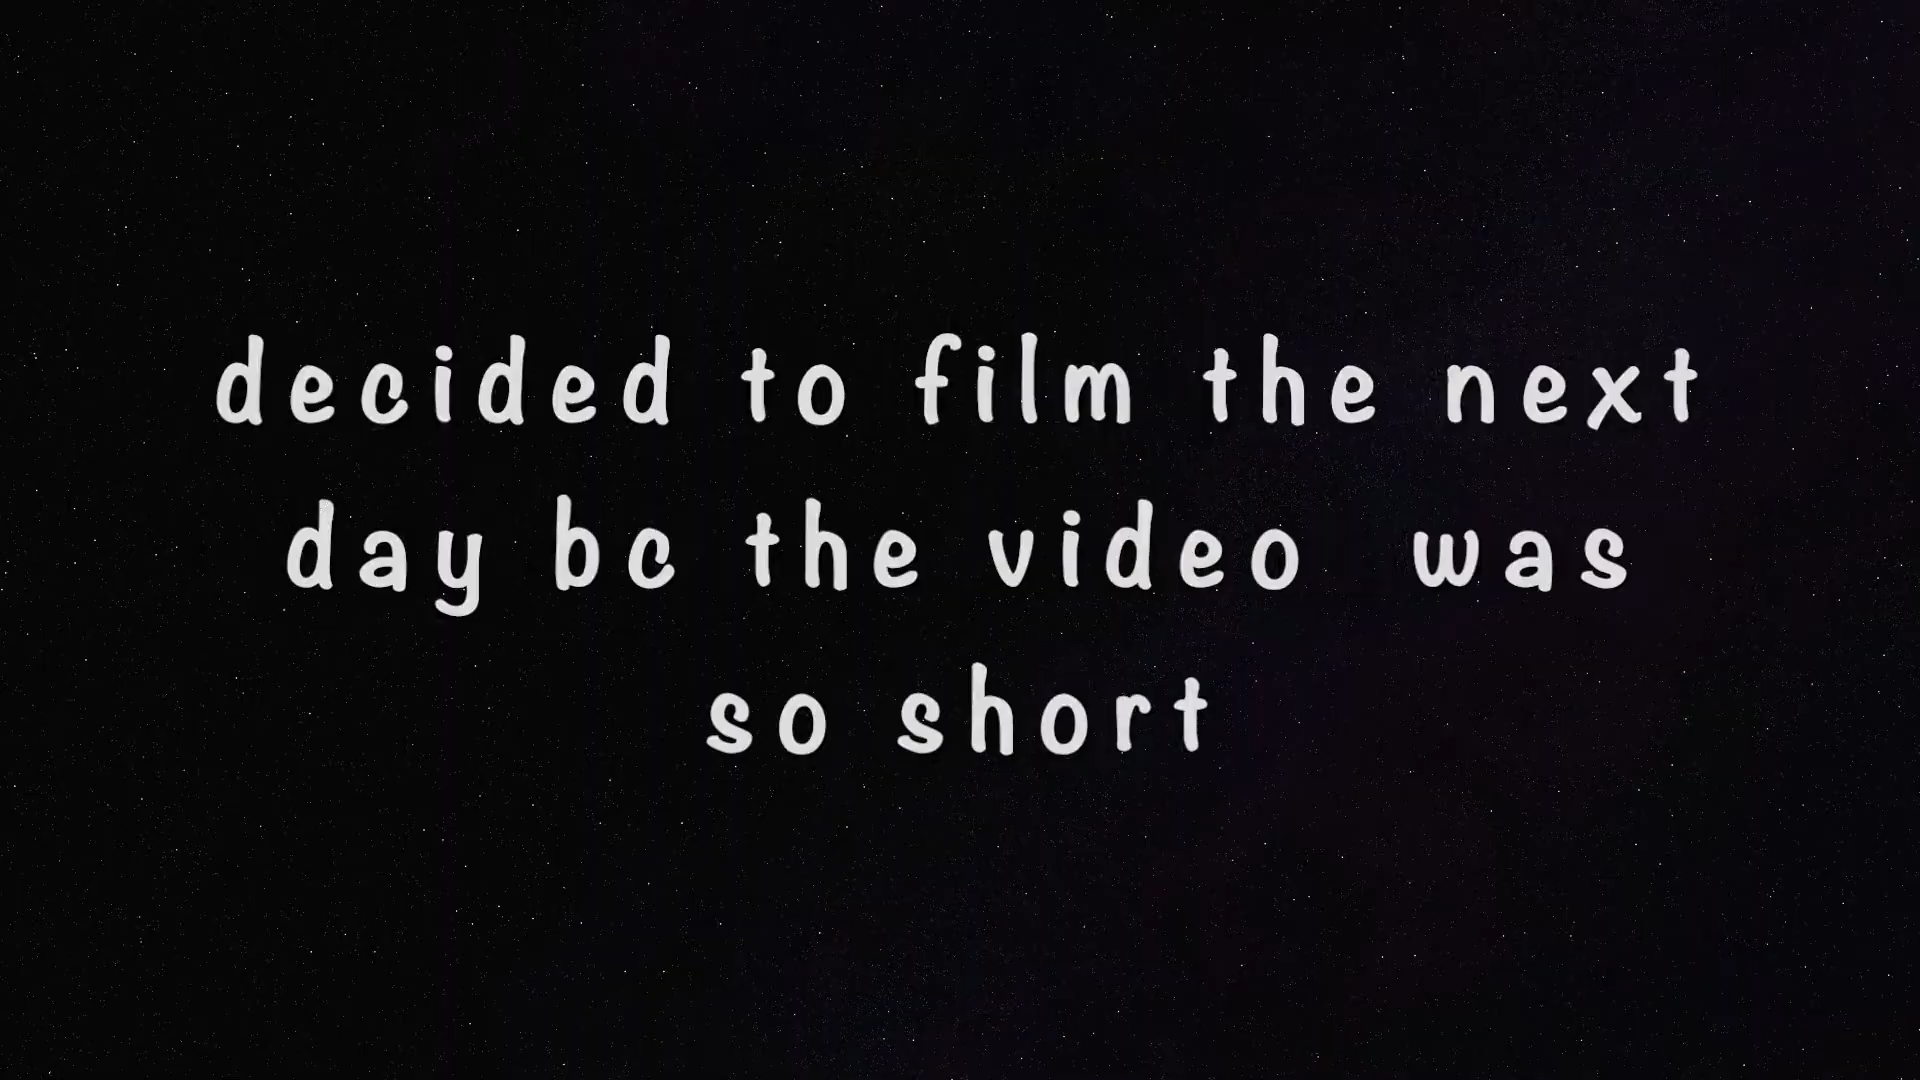 decided to film the next
day bc the video  was
so short